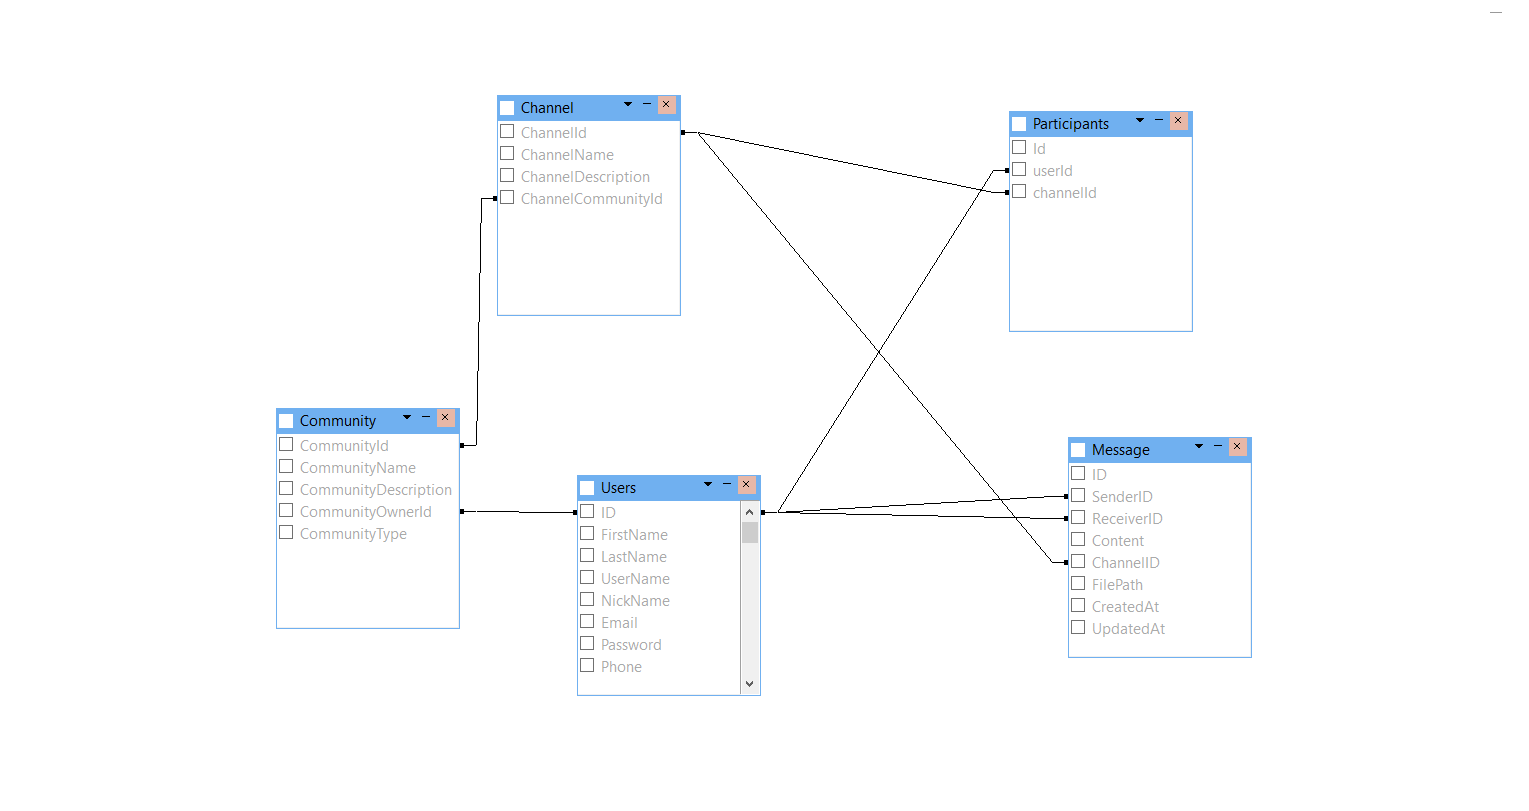 Channel
ChannelId
ChannelName
ChannelDescription
ChannelCommunityId
Participants
Id
userId
channelId
Community
CommunityId
CommunityName
CommunityDescription
CommunityOwnerId
CommunityType
Users
ID
FirstName
LastName
UserName
NickName
Email
Password
Phone
Message
ID
SenderID
ReceiverID
Content
ChannelID
FilePath
CreatedAt
UpdatedAt